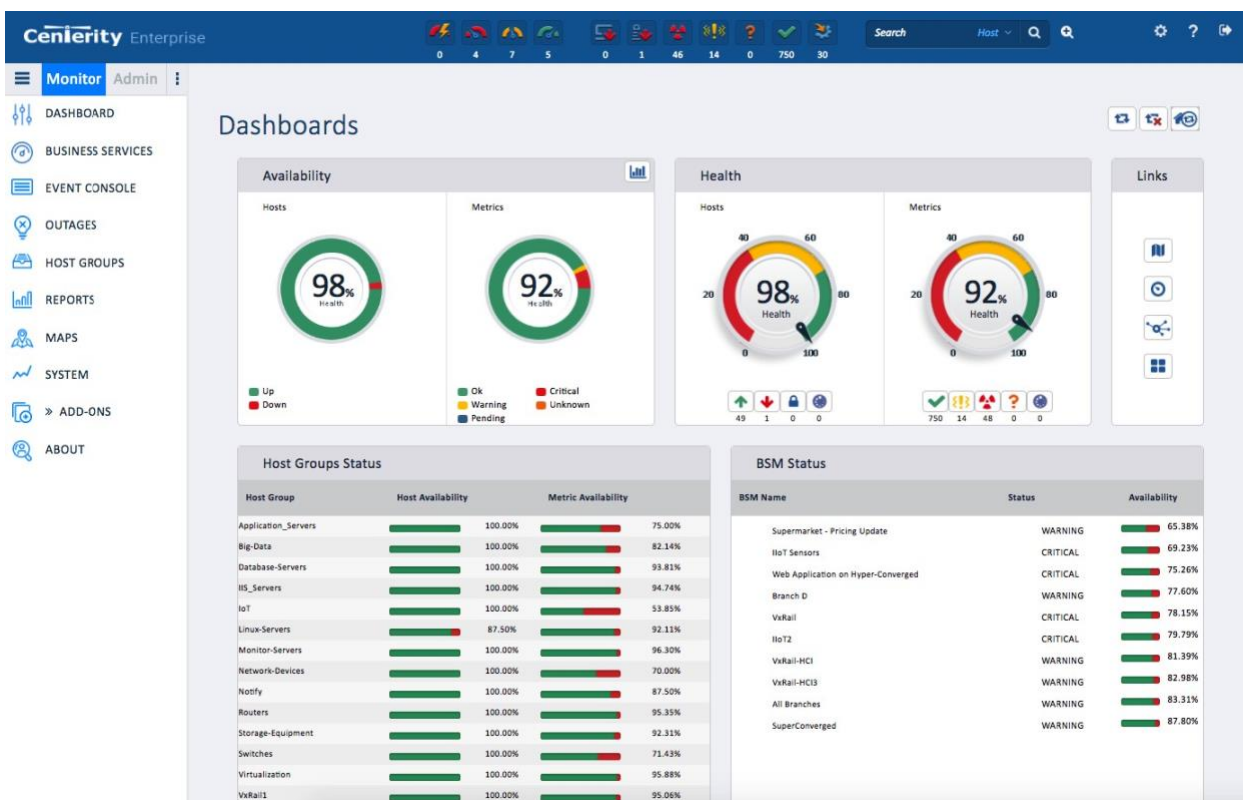 Centerity Enterprise
0 4 7 5 0 1 46 14 0 750 30
Search Host
Monitor Admin
DASHBOARD
BUSINESS SERVICES
EVENT CONSOLE
OUTAGES
HOST GROUPS
REPORTS
MAPS
SYSTEM
» ADD-ONS
ABOUT
Dashboards
Availability
Hosts
98%
Health
Up
Down
Metrics
92%
Health
Ok
Critical
Warning
Unknown
Pending
Health
Hosts
0 20 40 60 80 100
98%
Health
49 1 0 0
Metrics
0 20 40 60 80 100
92%
Health
750 14 48 0 0
Links
Host Groups Status
Host Group Host Availability Metric Availability
Application_Servers 100.00% 75.00%
Big-Data 100.00% 82.14%
Database-Servers 100.00% 93.81%
IIS_Servers 100.00% 94.74%
IoT 100.00% 53.85%
Linux-Servers 87.50% 92.11%
Monitor-Servers 100.00% 96.30%
Network-Devices 100.00% 70.00%
Notify 100.00% 87.50%
Routers 100.00% 95.35%
Storage-Equipment 100.00% 92.31%
Switches 100.00% 71.43%
Virtualization 100.00% 95.88%
VxRail1 100.00% 95.06%
BSM Status
BSM Name Status Availability
Supermarket - Pricing Update WARNING 65.38%
IIoT Sensors CRITICAL 69.23%
Web Application on Hyper-Converged CRITICAL 75.26%
Branch D WARNING 77.60%
VxRail CRITICAL 78.15%
IIoT2 CRITICAL 79.79%
VxRail-HCI WARNING 81.39%
VxRail-HCI3 WARNING 82.98%
All Branches WARNING 83.31%
SuperConverged WARNING 87.80%